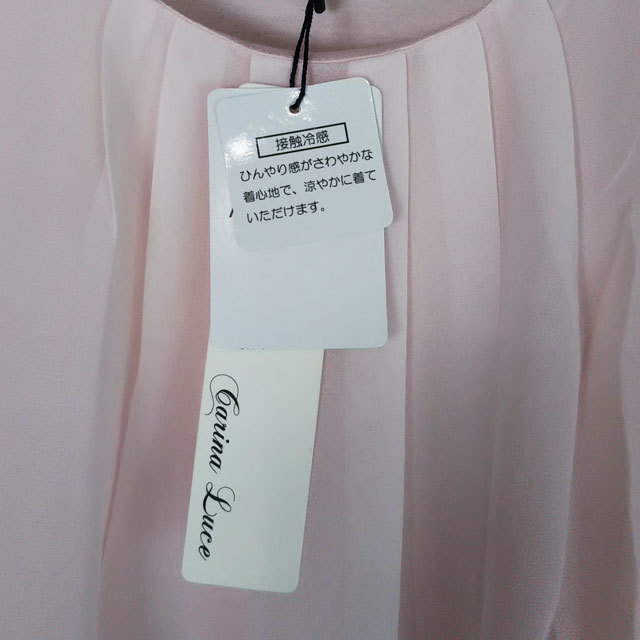 接触冷感
ひんやり感がさわやかな
着心地で、涼やかに着て
いただけます。
Carina Luce